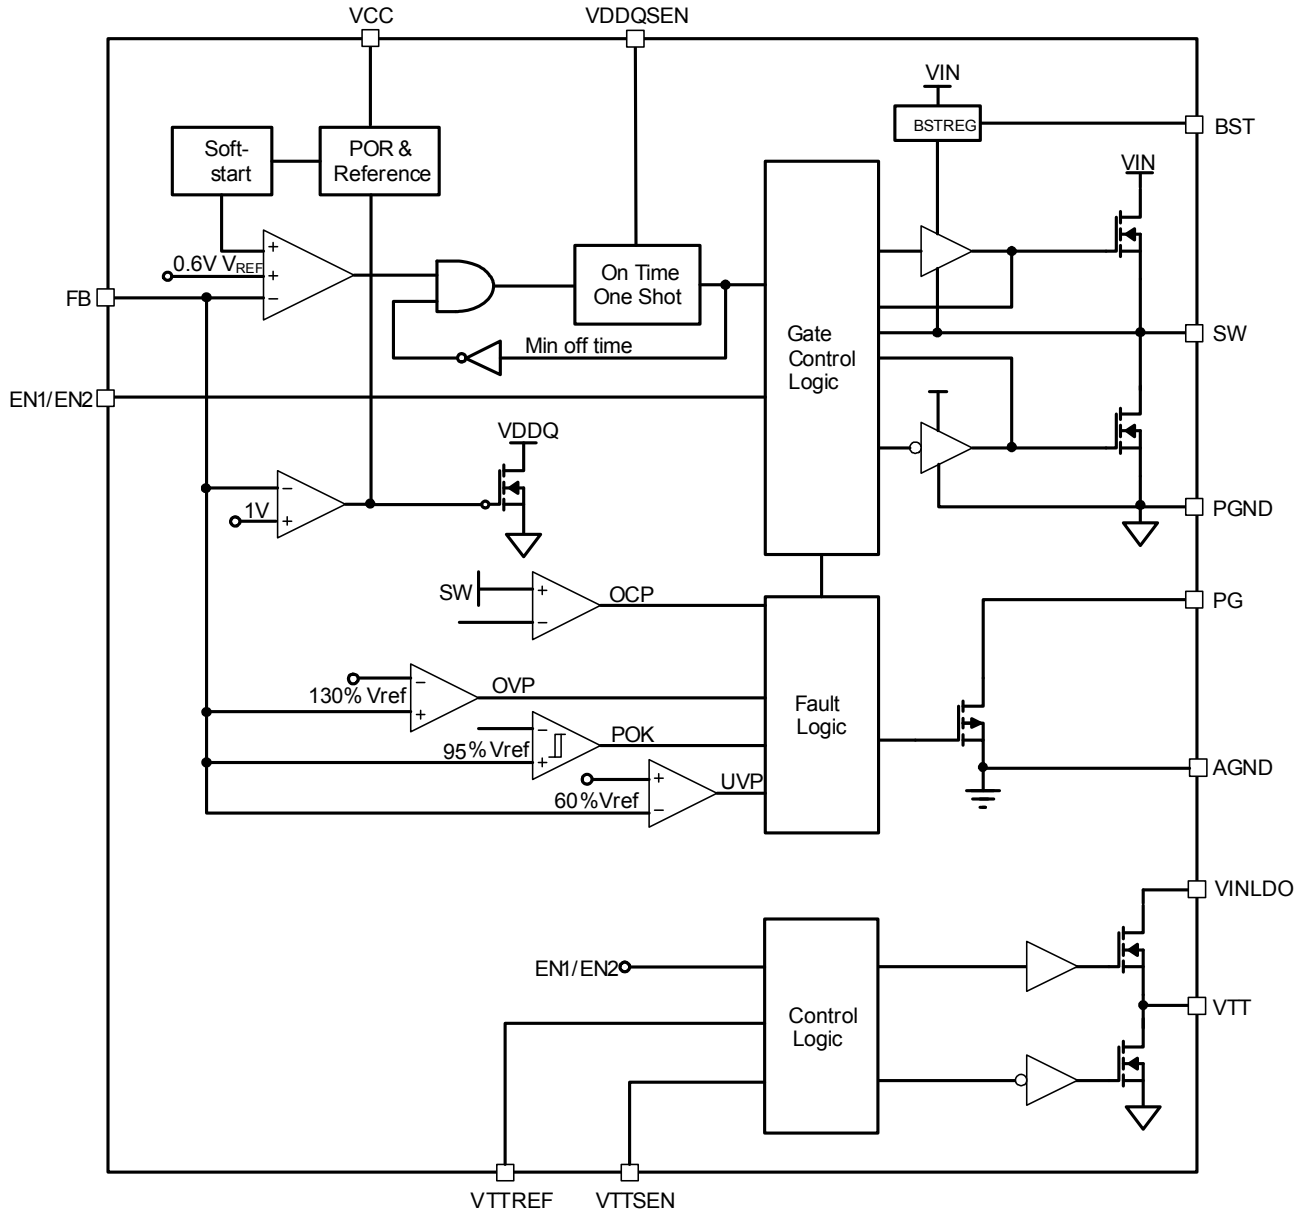 VCC
VDDQSEN
VIN
BSTREG
BST
Soft-
start
POR &
Reference
VIN
+
0.6V VREF
+
−
FB
On Time
One Shot
Min off time
Gate
Control
Logic
SW
EN1/EN2
VDDQ
−
1V
+
PGND
SW
+
−
OCP
PG
−
130% Vref
+
OVP
Fault
Logic
−
95% Vref
+
POK
+
60%Vref
−
UVP
AGND
VINLDO
EN1/EN2
Control
Logic
VTT
VTTREF
VTTSEN